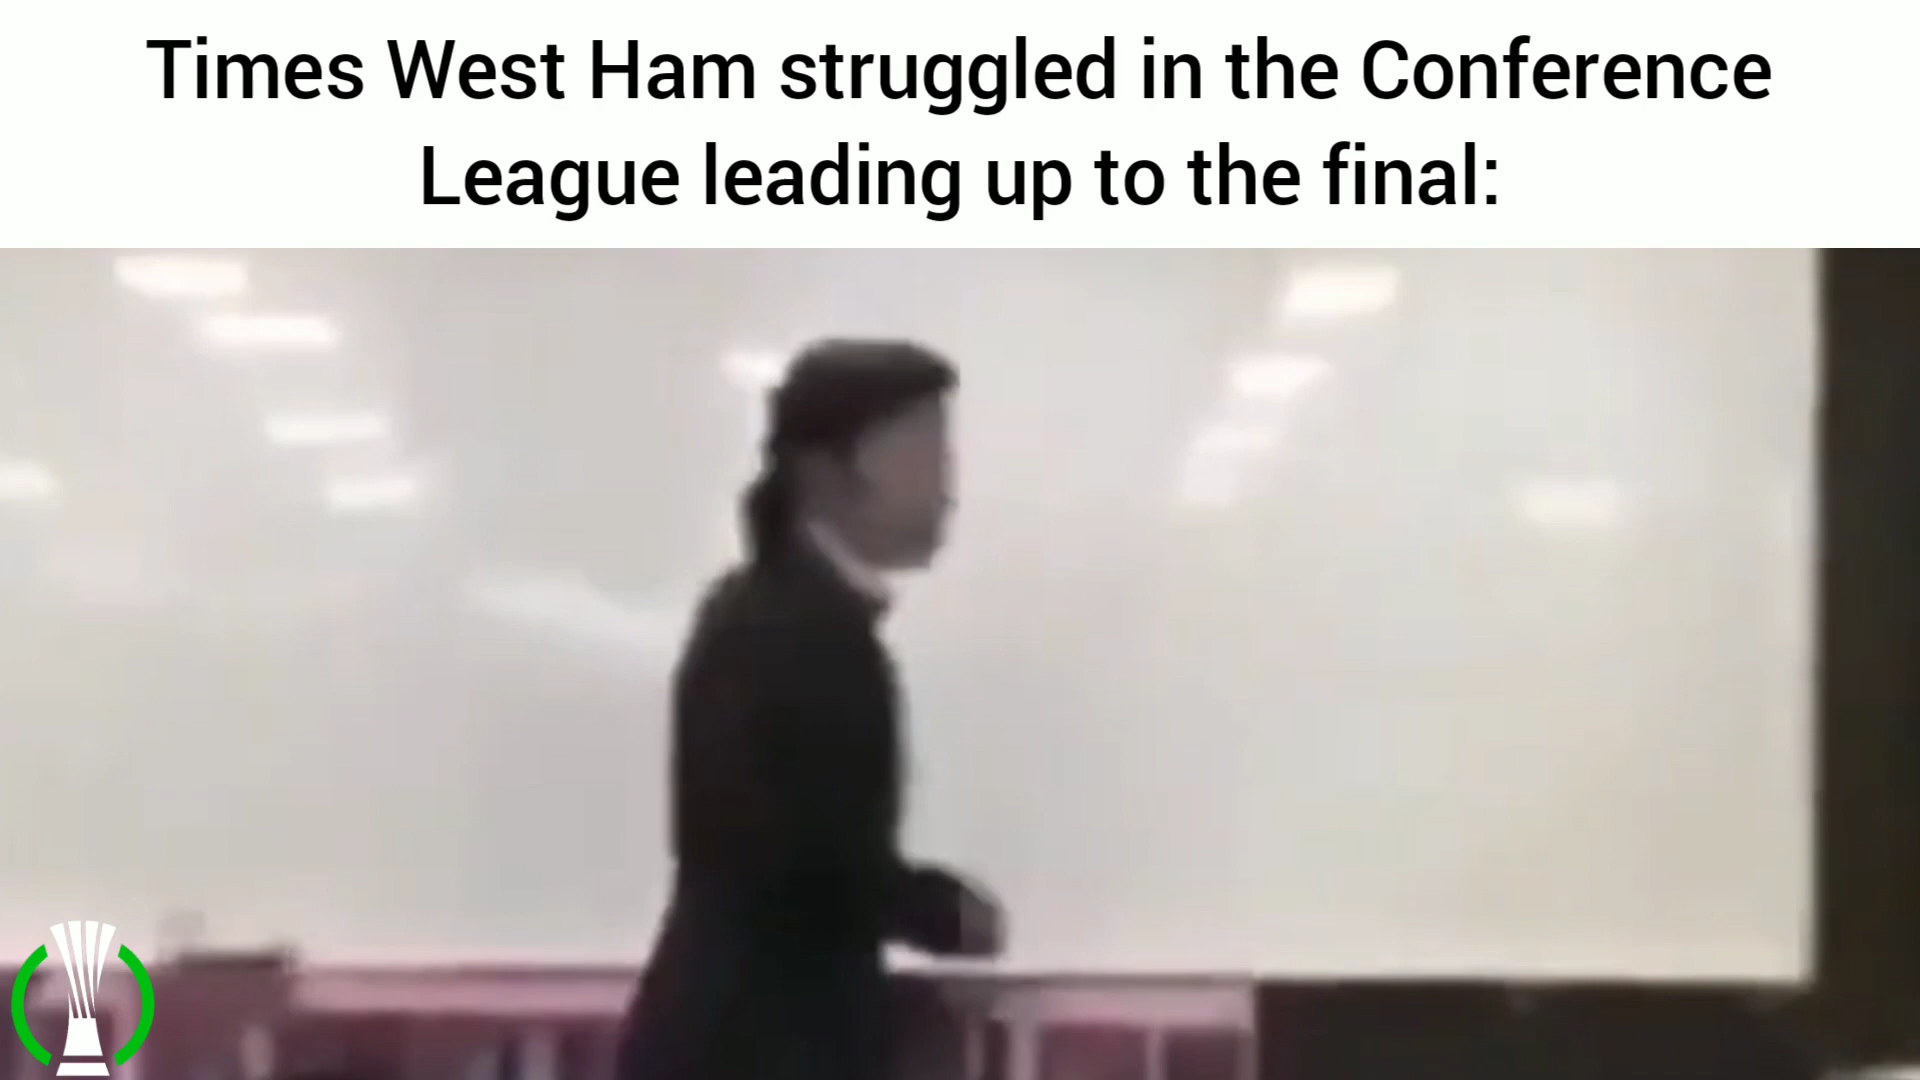 Times West Ham struggled in the Conference
League leading up to the final: